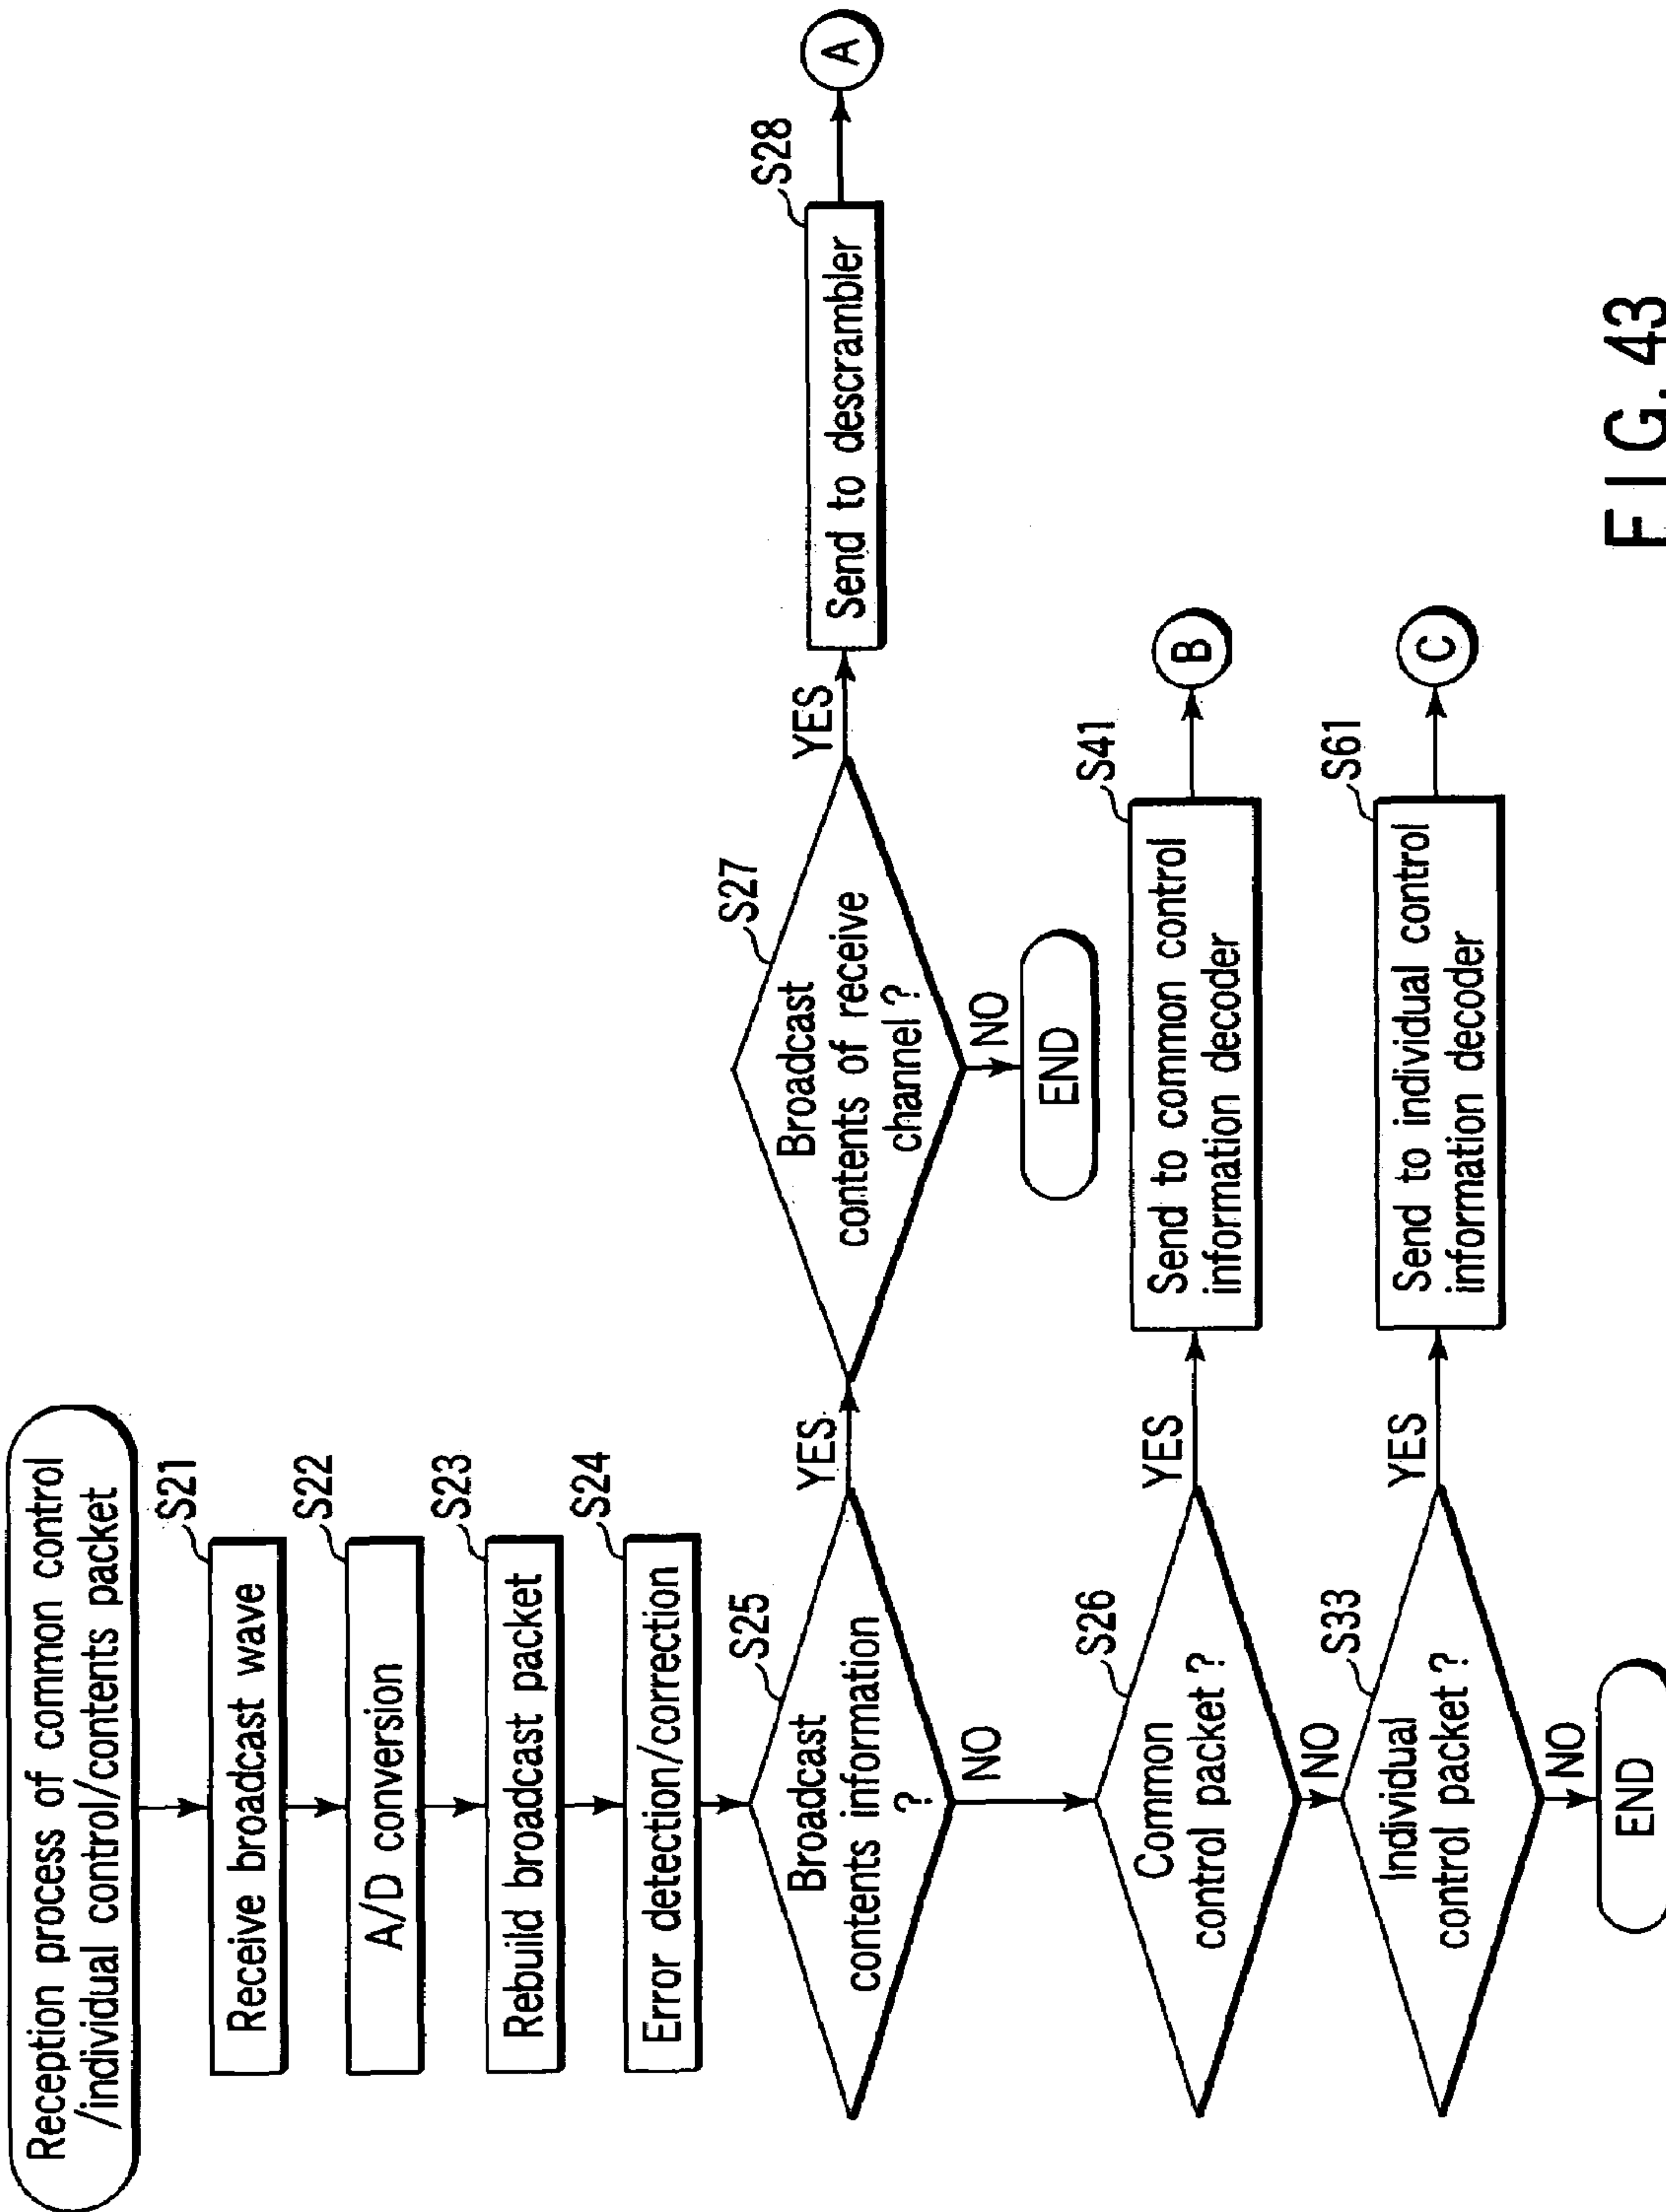 Reception process of common control
/individual control/contents packet
S21
Receive broadcast wave
S22
A/D conversion
S23
Rebuild broadcast packet
S24
Error detection/correction
S25
Broadcast
contents information
?
YES
NO
S27
Broadcast
contents of receive
channel ?
YES
NO
END
S28
Send to descrambler
A
S26
Common
control packet ?
YES
NO
S41
Send to common control
information decoder
B
S33
Individual
control packet ?
YES
NO
S61
Send to individual control
information decoder
C
END
FIG. 43